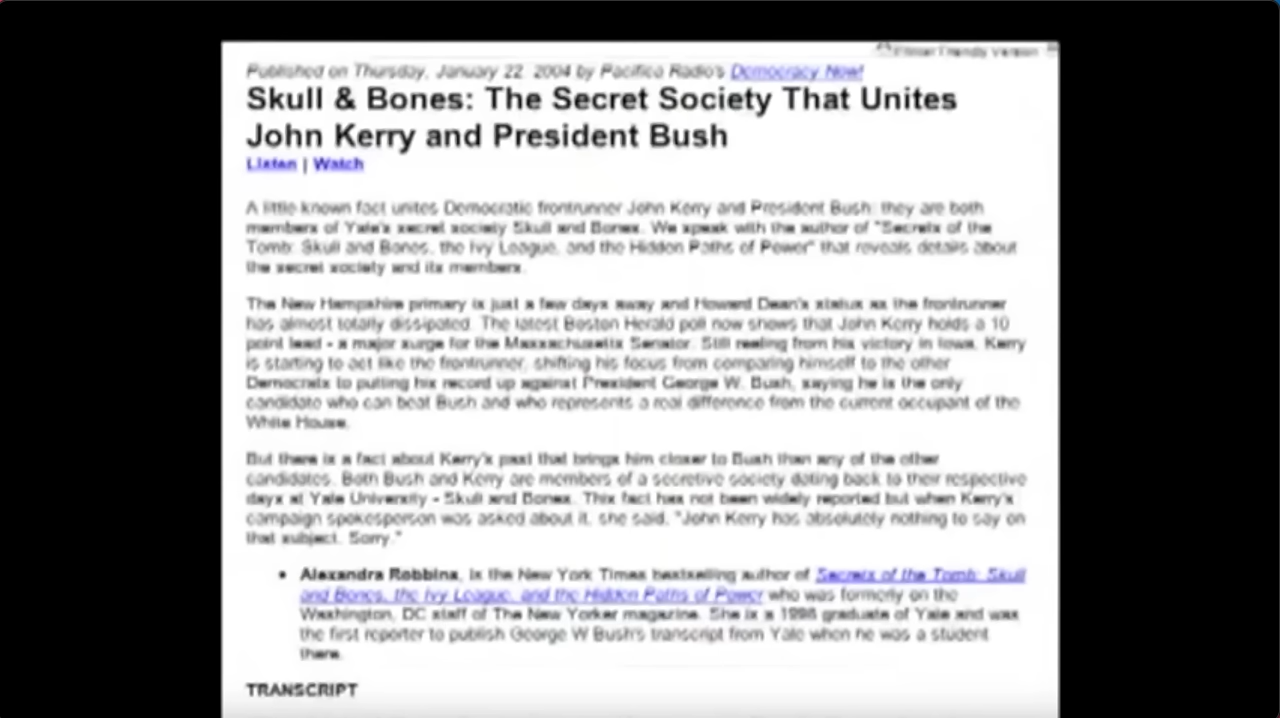 Printer Friendly Version
Published on Thursday, January 22, 2004 by Pacifica Radio's Democracy Now!
Skull & Bones: The Secret Society That Unites
John Kerry and President Bush
Listen | Watch
A little known fact unites Democratic frontrunner John Kerry and President Bush: they are both
members of Yale's secret society Skull and Bones. We speak with the author of "Secrets of the
Tomb: Skull and Bones, the Ivy League, and the Hidden Paths of Power" that reveals details about
the secret society and its members.
The New Hampshire primary is just a few days away and Howard Dean's status as the frontrunner
has almost totally dissipated. The latest Boston Herald poll now shows that John Kerry holds a 10
point lead - a major surge for the Massachusetts Senator. Still reeling from his victory in Iowa, Kerry
is starting to act like the frontrunner, shifting his focus from comparing himself to the other
Democrats to putting his record up against President George W. Bush, saying he is the only
candidate who can beat Bush and who represents a real difference from the current occupant of the
White House.
But there is a fact about Kerry's past that brings him closer to Bush than any of the other
candidates. Both Bush and Kerry are members of a secretive society dating back to their respective
days at Yale University - Skull and Bones. This fact has not been widely reported but when Kerry's
campaign spokesperson was asked about it, she said, "John Kerry has absolutely nothing to say on
that subject. Sorry."
• Alexandra Robbins, is the New York Times bestselling author of Secrets of the Tomb: Skull
and Bones, the Ivy League, and the Hidden Paths of Power who was formerly on the
Washington, DC staff of The New Yorker magazine. She is a 1998 graduate of Yale and was
the first reporter to publish George W Bush's transcript from Yale when he was a student
there.
TRANSCRIPT